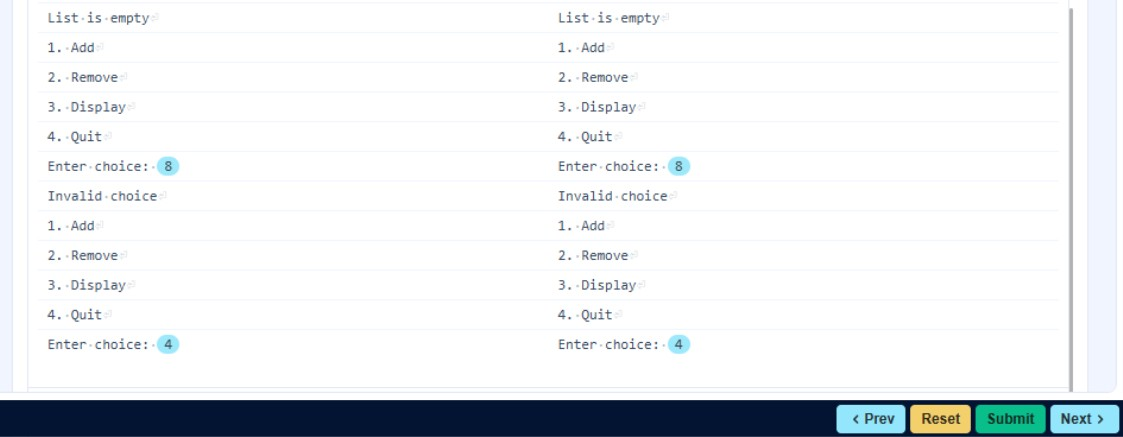 List·is·empty List·is·empty
1.·Add 1.·Add
2.·Remove 2.·Remove
3.·Display 3.·Display
4.·Quit 4.·Quit
Enter·choice:·8 Enter·choice:·8
Invalid·choice Invalid·choice
1.·Add 1.·Add
2.·Remove 2.·Remove
3.·Display 3.·Display
4.·Quit 4.·Quit
Enter·choice:·4 Enter·choice:·4
‹ Prev Reset Submit Next ›